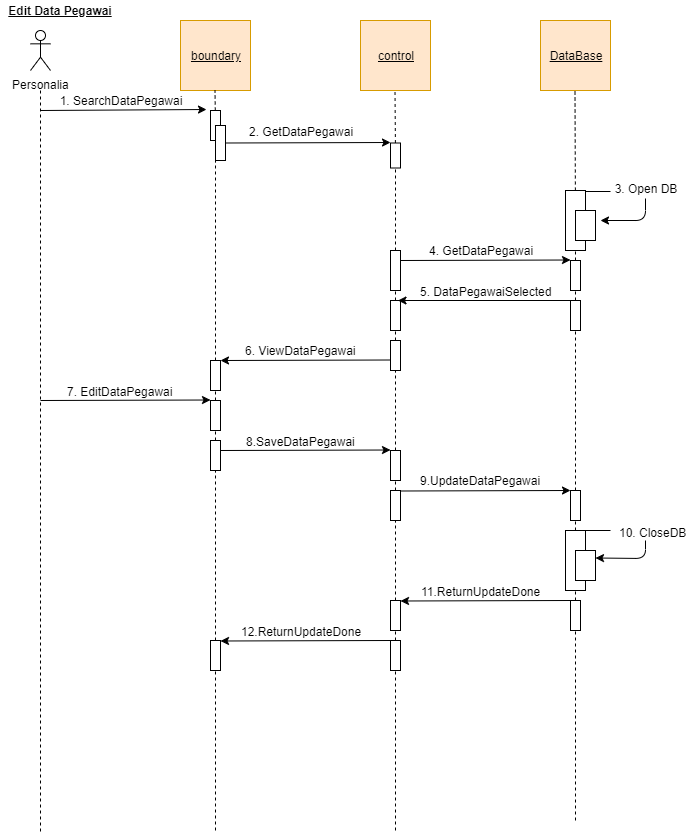 Edit Data Pegawai
boundary
control
DataBase
Personalia
1. SearchDataPegawai
2. GetDataPegawai
3. Open DB
4. GetDataPegawai
5. DataPegawaiSelected
6. ViewDataPegawai
7. EditDataPegawai
8.SaveDataPegawai
9.UpdateDataPegawai
10. CloseDB
11.ReturnUpdateDone
12.ReturnUpdateDone